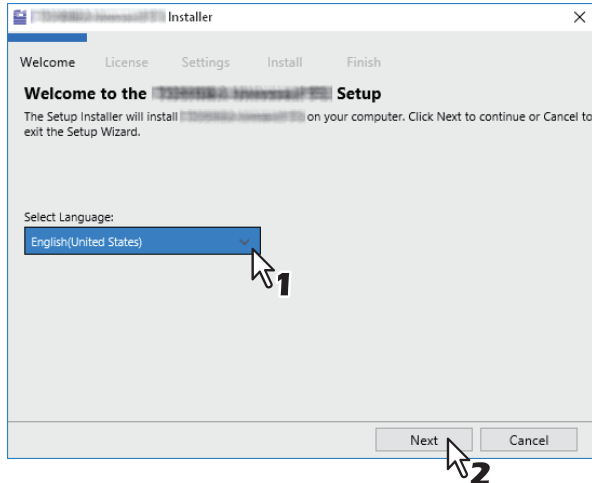 Installer
Welcome License Settings Install Finish
Welcome to the Setup
The Setup Installer will install on your computer. Click Next to continue or Cancel to
exit the Setup Wizard.
Select Language:
English(United States)
1
Next Cancel
2